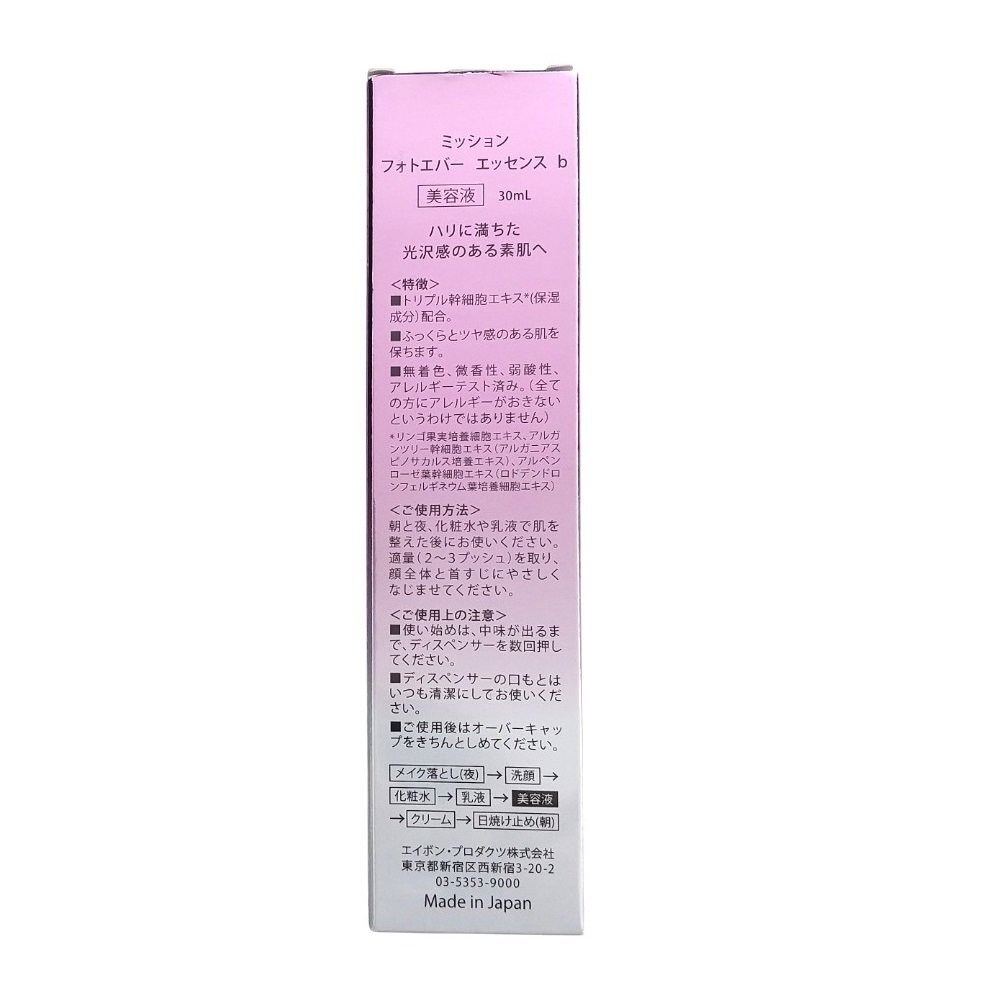 ミッション
フォトエバー エッセンス b
美容液 30mL
ハリに満ちた
光沢感のある素肌へ
＜特徴＞
■トリプル幹細胞エキス*(保湿
成分)配合。
■ふっくらとツヤ感のある肌を
保ちます。
■無着色、微香性、弱酸性、
アレルギーテスト済み。(全て
の方にアレルギーがおきない
というわけではありません)
*リンゴ果実培養細胞エキス、アルガ
ンツリー幹細胞エキス(アルガニアス
ピノサカルス培養エキス)、アルペン
ローゼ葉幹細胞エキス(ロドデンドロ
ンフェルギネウム葉培養細胞エキス)
＜ご使用方法＞
朝と夜、化粧水や乳液で肌を
整えた後にお使いください。
適量(2～3プッシュ)を取り、
顔全体と首すじにやさしく
なじませてください。
＜ご使用上の注意＞
■使い始めは、中味が出るま
で、ディスペンサーを数回押し
てください。
■ディスペンサーの口もとは
いつも清潔にしてお使いくだ
さい。
■ご使用後はオーバーキャッ
プをきちんとしめてください。
メイク落とし(夜)→洗顔→
化粧水→乳液→美容液
→クリーム→日焼け止め(朝)
エイボン・プロダクツ株式会社
東京都新宿区西新宿3-20-2
03-5353-9000
Made in Japan